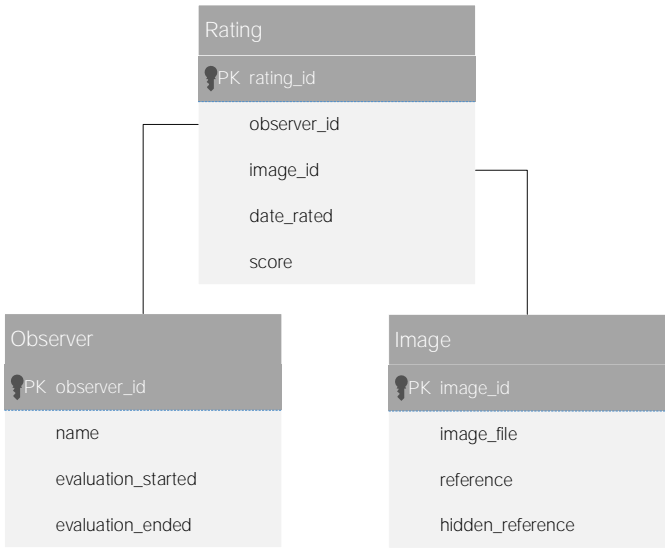 Rating
PK rating_id
observer_id
image_id
date_rated
score
Observer
PK observer_id
name
evaluation_started
evaluation_ended
Image
PK image_id
image_file
reference
hidden_reference